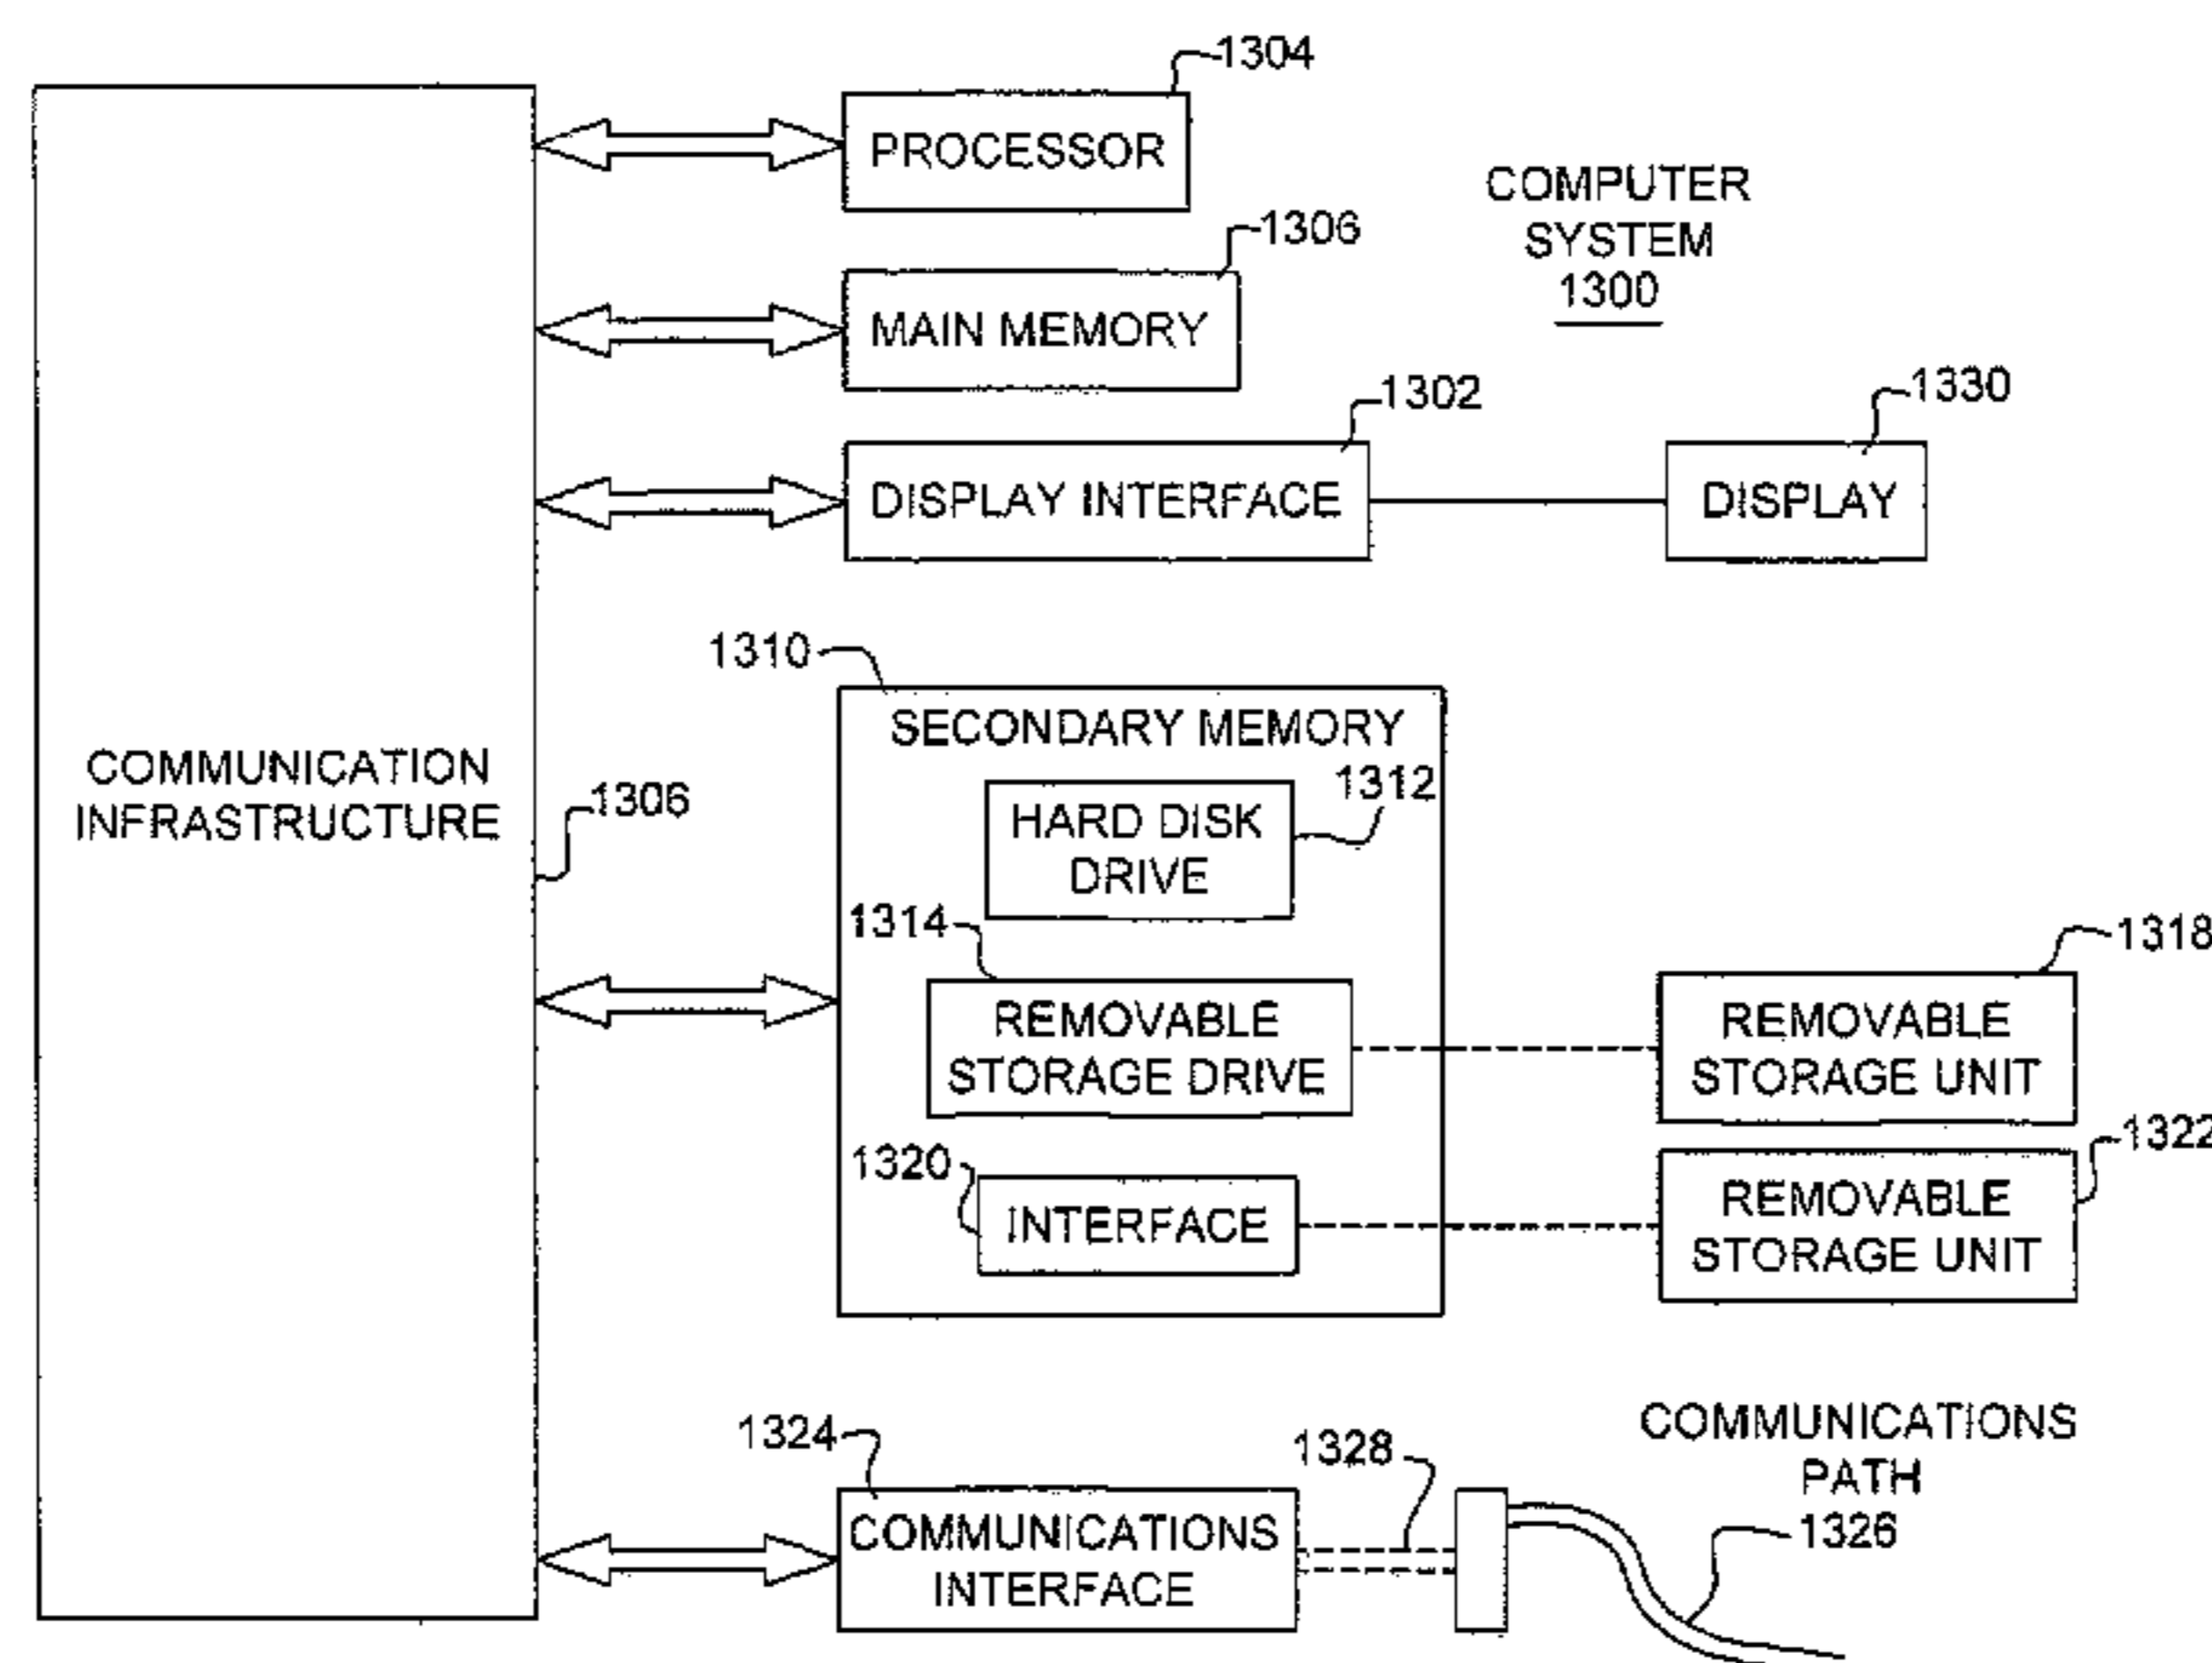 1304
PROCESSOR
COMPUTER
SYSTEM
1300
1306
MAIN MEMORY
1302
1330
DISPLAY INTERFACE
DISPLAY
1310
SECONDARY MEMORY
COMMUNICATION
INFRASTRUCTURE
1306
1312
HARD DISK
DRIVE
1314
1318
REMOVABLE
STORAGE DRIVE
REMOVABLE
STORAGE UNIT
1320
1322
INTERFACE
REMOVABLE
STORAGE UNIT
1324
1328
COMMUNICATIONS
PATH
1326
COMMUNICATIONS
INTERFACE